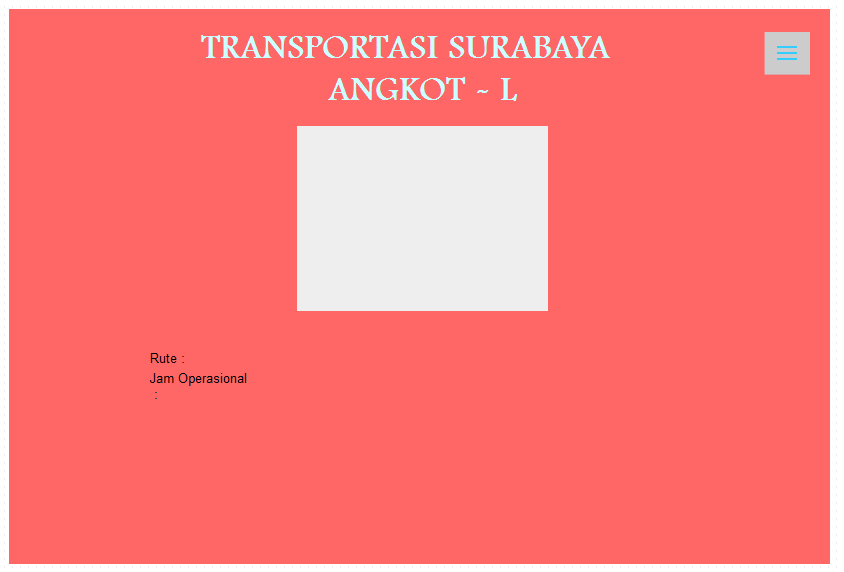 TRANSPORTASI SURABAYA
ANGKOT ~ L
Rute :
Jam Operasional
: